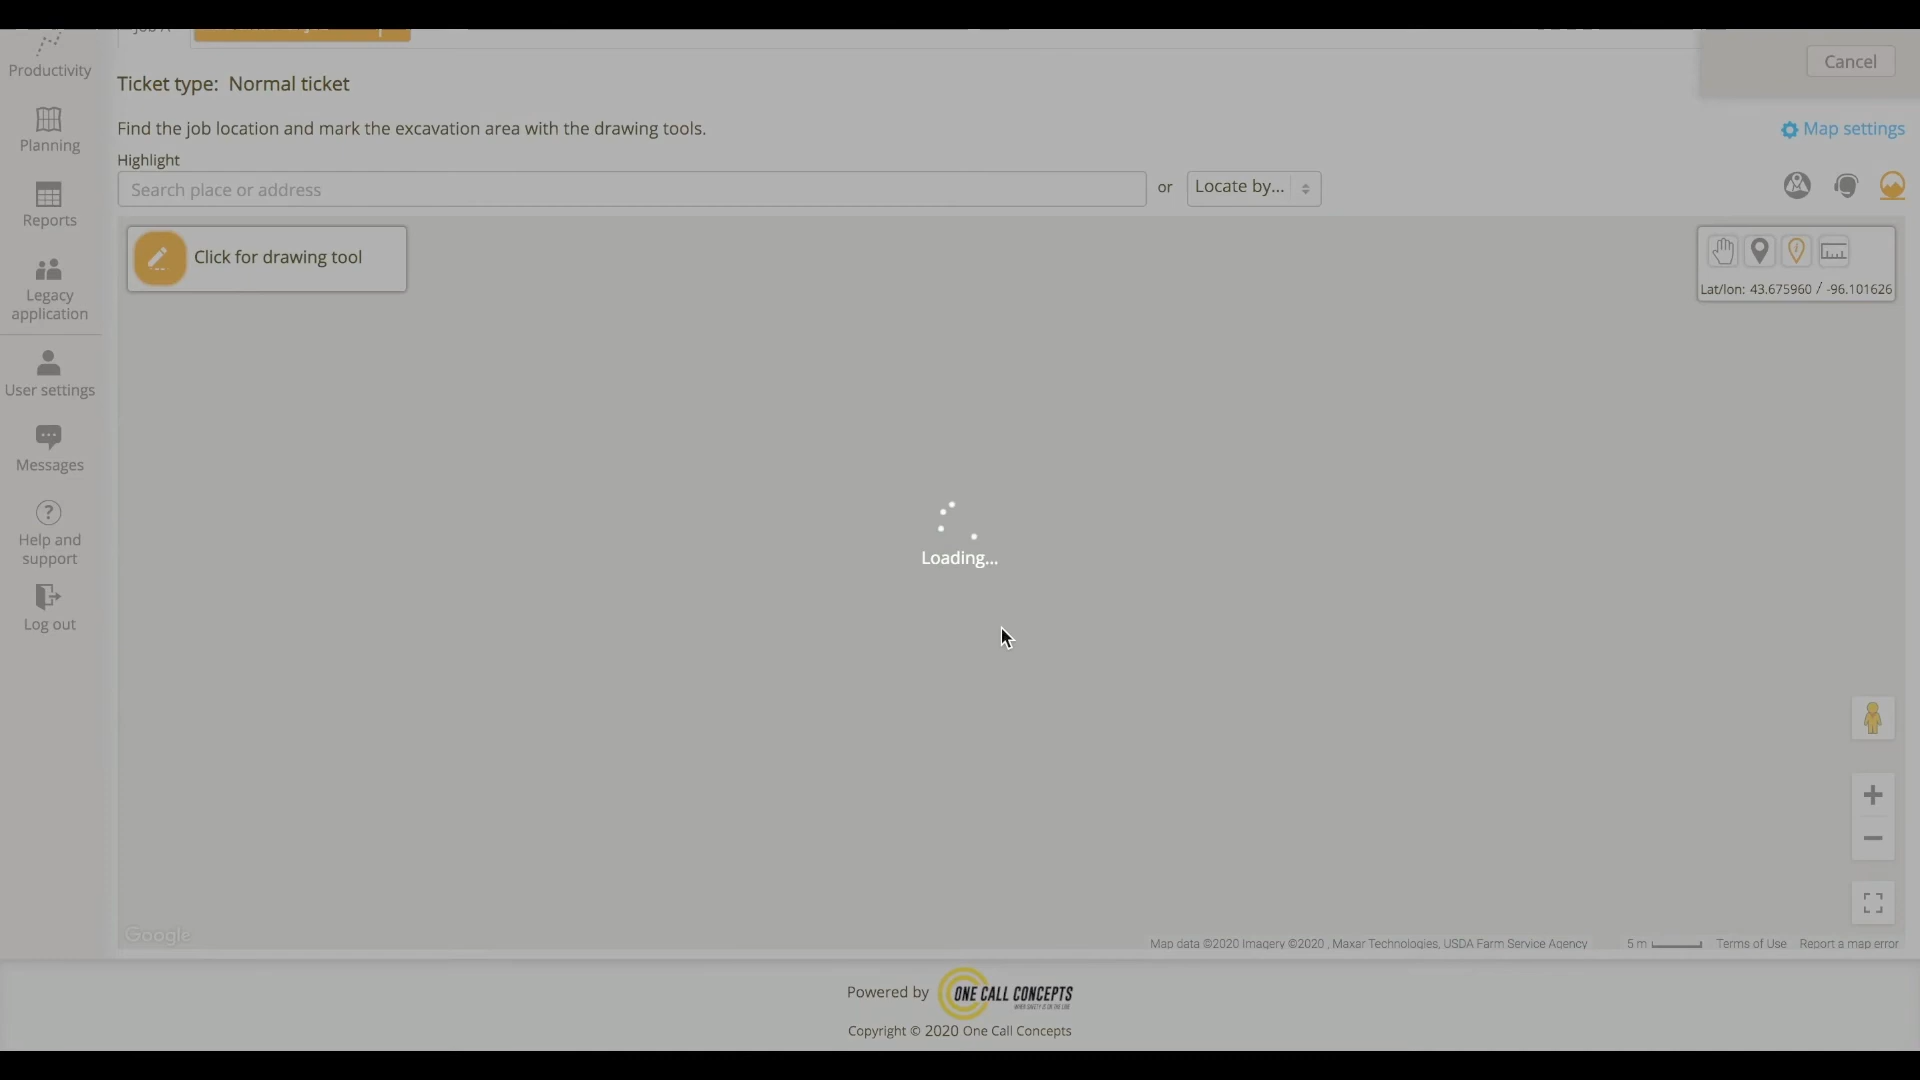 Productivity
Ticket type: Normal ticket
Cancel
Find the job location and mark the excavation area with the drawing tools.
Map settings
Planning
Highlight
Search place or address
or
Locate by...
Reports
Click for drawing tool
Lat/lon: 43.675960 / -96.101626
Legacy
application
User settings
Messages
Help and
support
Loading...
Log out
Google
Map data ©2020 Imagery ©2020 , Maxar Technologies, USDA Farm Service Agency
5 m
Terms of Use
Report a map error
Powered by
ONE CALL CONCEPTS
Copyright © 2020 One Call Concepts